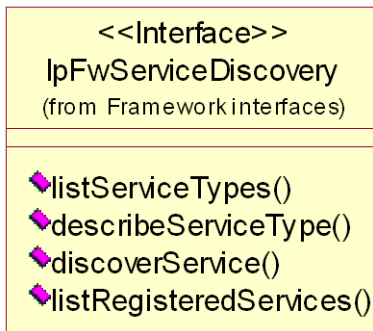 <<Interface>>
IpFwServiceDiscovery
(from Framework interfaces)
listServiceTypes()
describeServiceType()
discoverService()
listRegisteredServices()